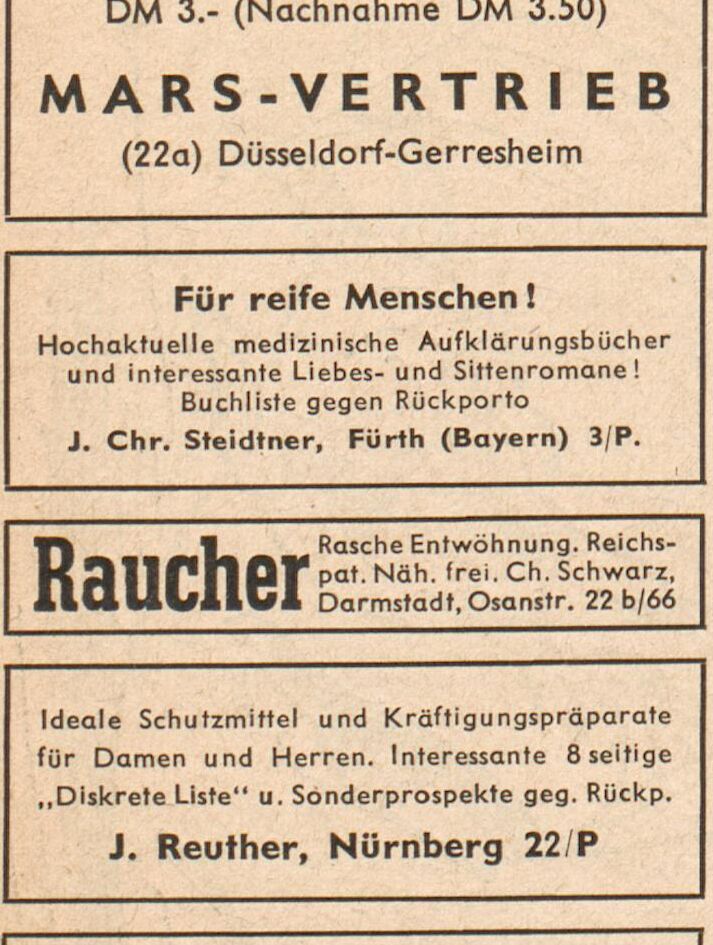 DM 3.- (Nachnahme DM 3.50)
MARS-VERTRIEB
(22a) Düsseldorf-Gerresheim
Für reife Menschen!
Hochaktuelle medizinische Aufklärungsbücher
und interessante Liebes- und Sittenromane!
Buchliste gegen Rückporto
J. Chr. Steidtner, Fürth (Bayern) 3/P.
Raucher
Rasche Entwöhnung. Reichs-
pat. Näh. frei. Ch. Schwarz,
Darmstadt, Osanstr. 22 b/66
Ideale Schutzmittel und Kräftigungspräparate
für Damen und Herren. Interessante 8 seitige
„Diskrete Liste“ u. Sonderprospekte geg. Rückp.
J. Reuther, Nürnberg 22/P